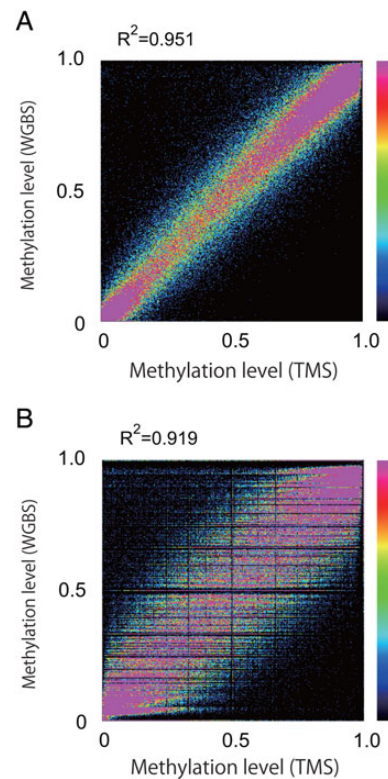 A
R²=0.951
1.0
Methylation level (WGBS)
0.5
0
0
0.5
1.0
Methylation level (TMS)
B
R²=0.919
1.0
Methylation level (WGBS)
0.5
0
0
0.5
1.0
Methylation level (TMS)